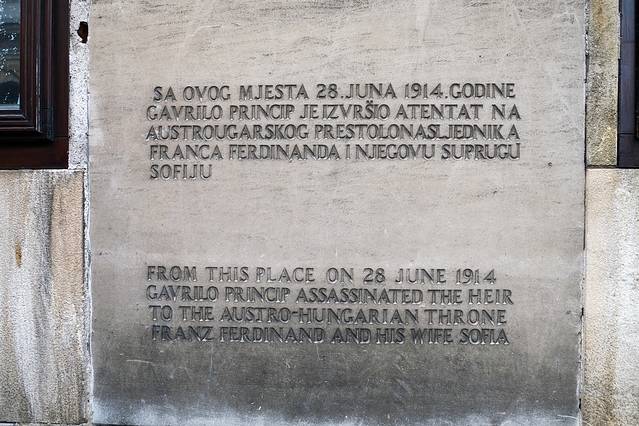 SA OVOG MJESTA 28. JUNA 1914. GODINE
GAVRILO PRINCIP JE IZVRŠIO ATENTAT NA
AUSTROUGARSKOG PRESTOLONASLJEDNIKA
FRANCA FERDINANDA I NJEGOVU SUPRUGU
SOFIJU
FROM THIS PLACE ON 28 JUNE 1914
GAVRILO PRINCIP ASSASSINATED THE HEIR
TO THE AUSTRO-HUNGARIAN THRONE
FRANZ FERDINAND AND HIS WIFE SOFIA